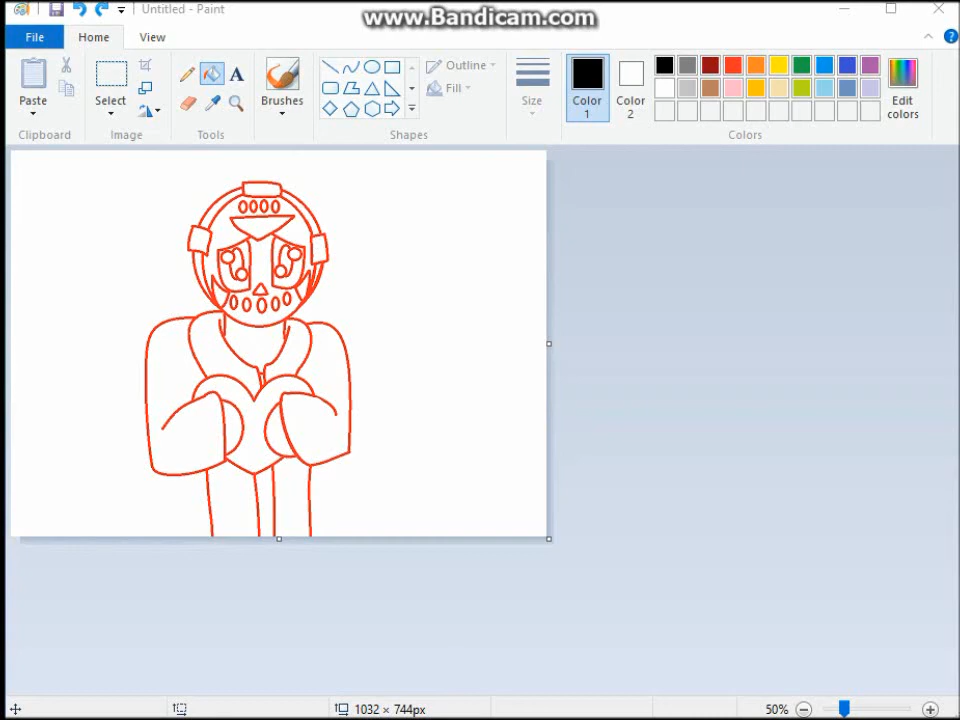 Untitled - Paint
www.Bandicam.com
File
Home
View
Paste
Select
Brushes
Outline
Fill
Size
Color
1
Color
2
Edit
colors
Clipboard
Image
Tools
Shapes
Colors
1032 × 744px
50%